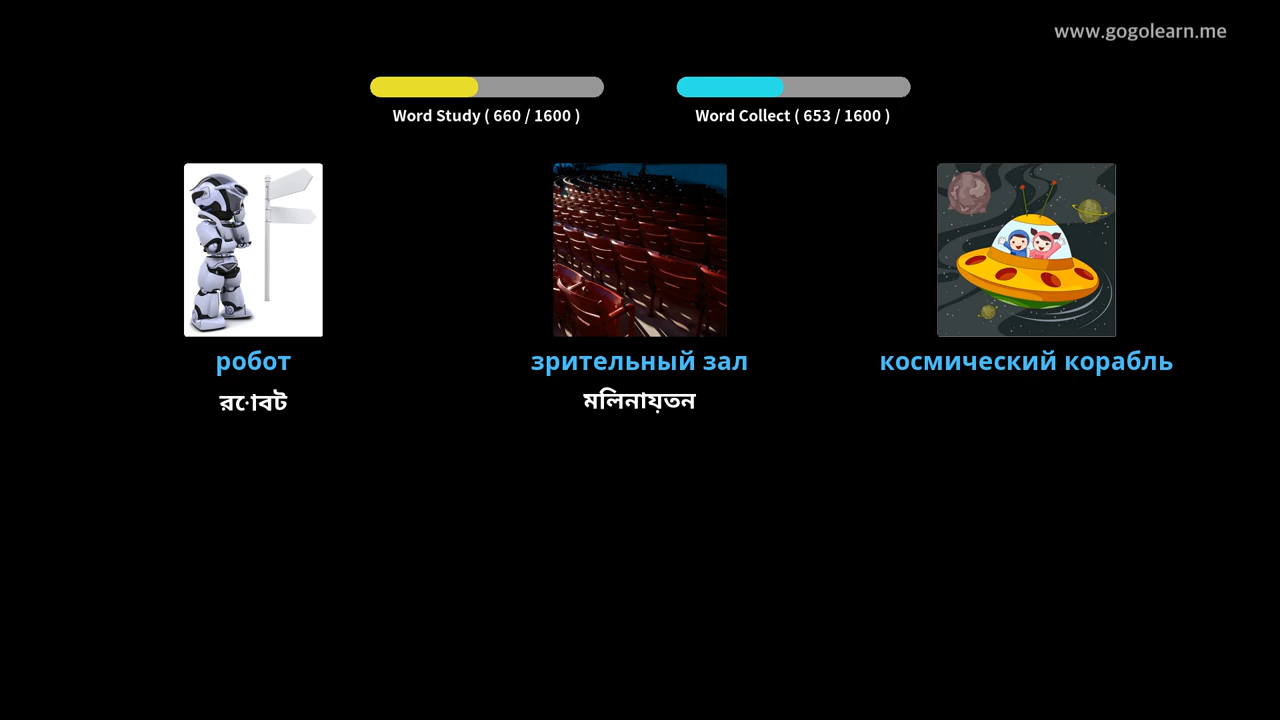 www.gogolearn.me
Word Study ( 660 / 1600 )
Word Collect ( 653 / 1600 )
робот
зрительный зал
космический корабль
রোবট
মিলনায়তন